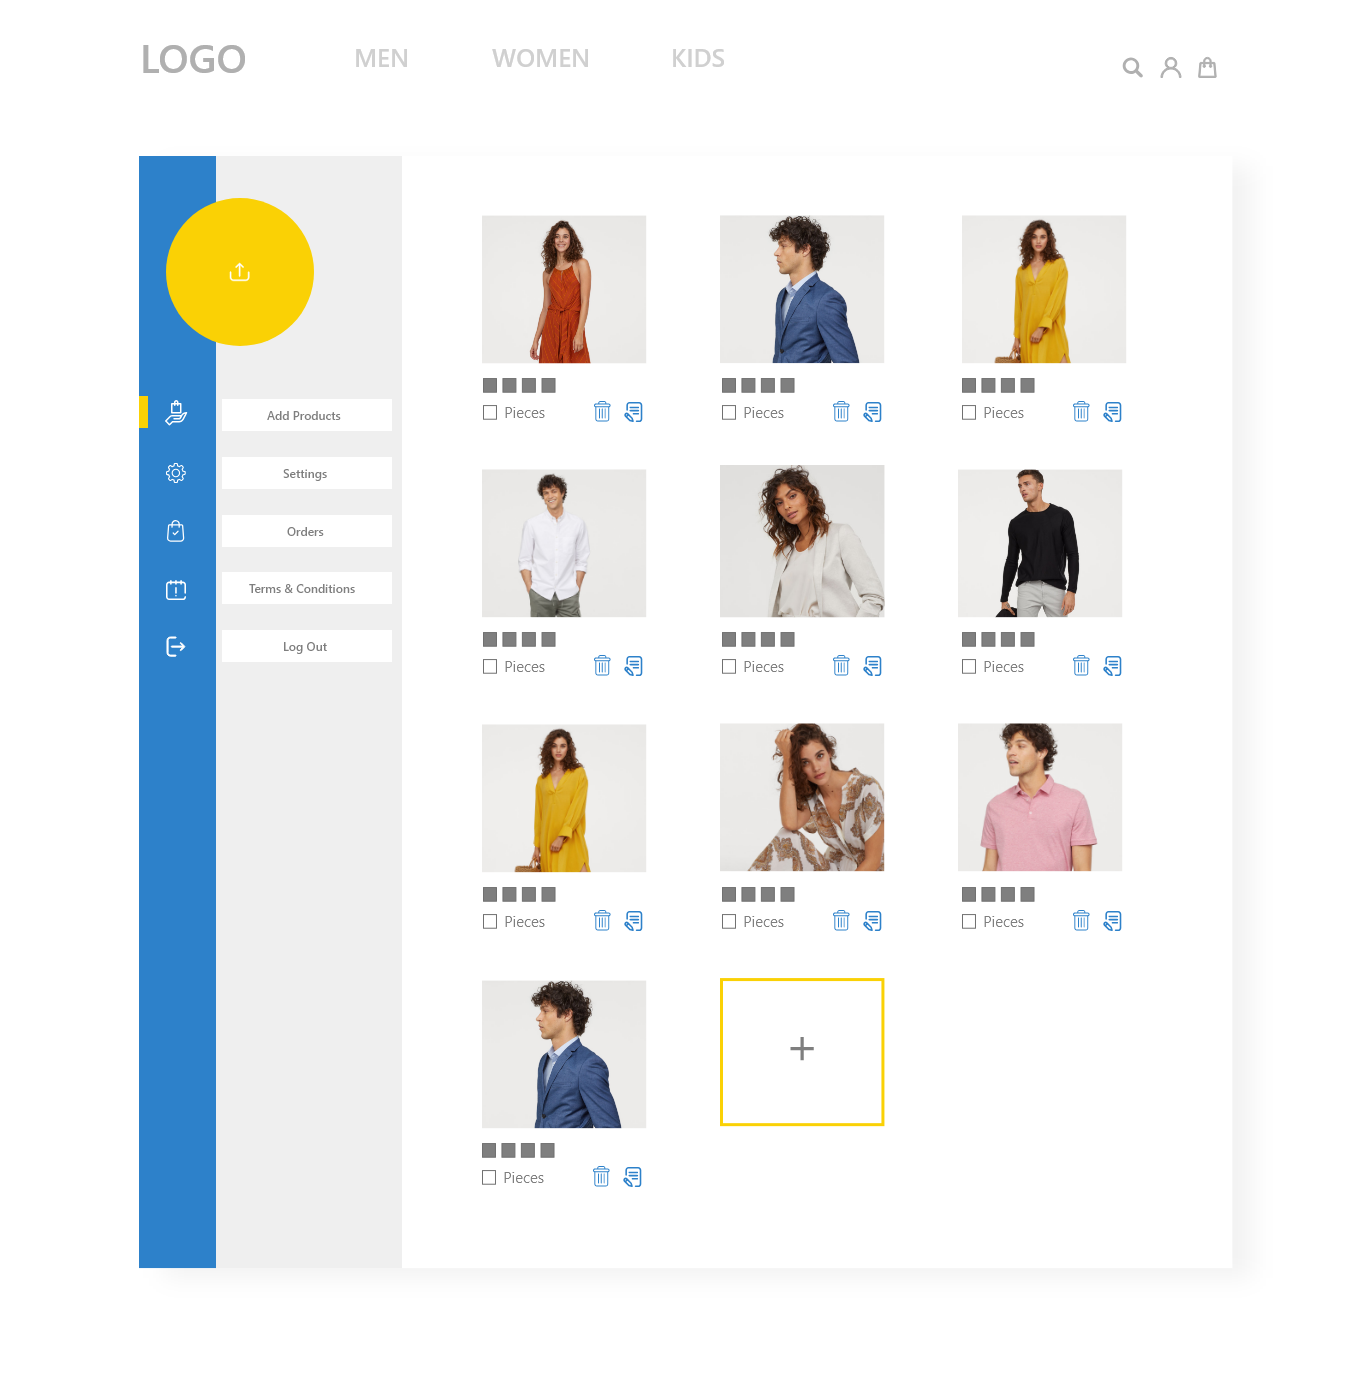 LOGO MEN WOMEN KIDS
Add Products
Settings
Orders
Terms & Conditions
Log Out
Pieces Pieces Pieces
Pieces Pieces Pieces
Pieces Pieces Pieces
Pieces